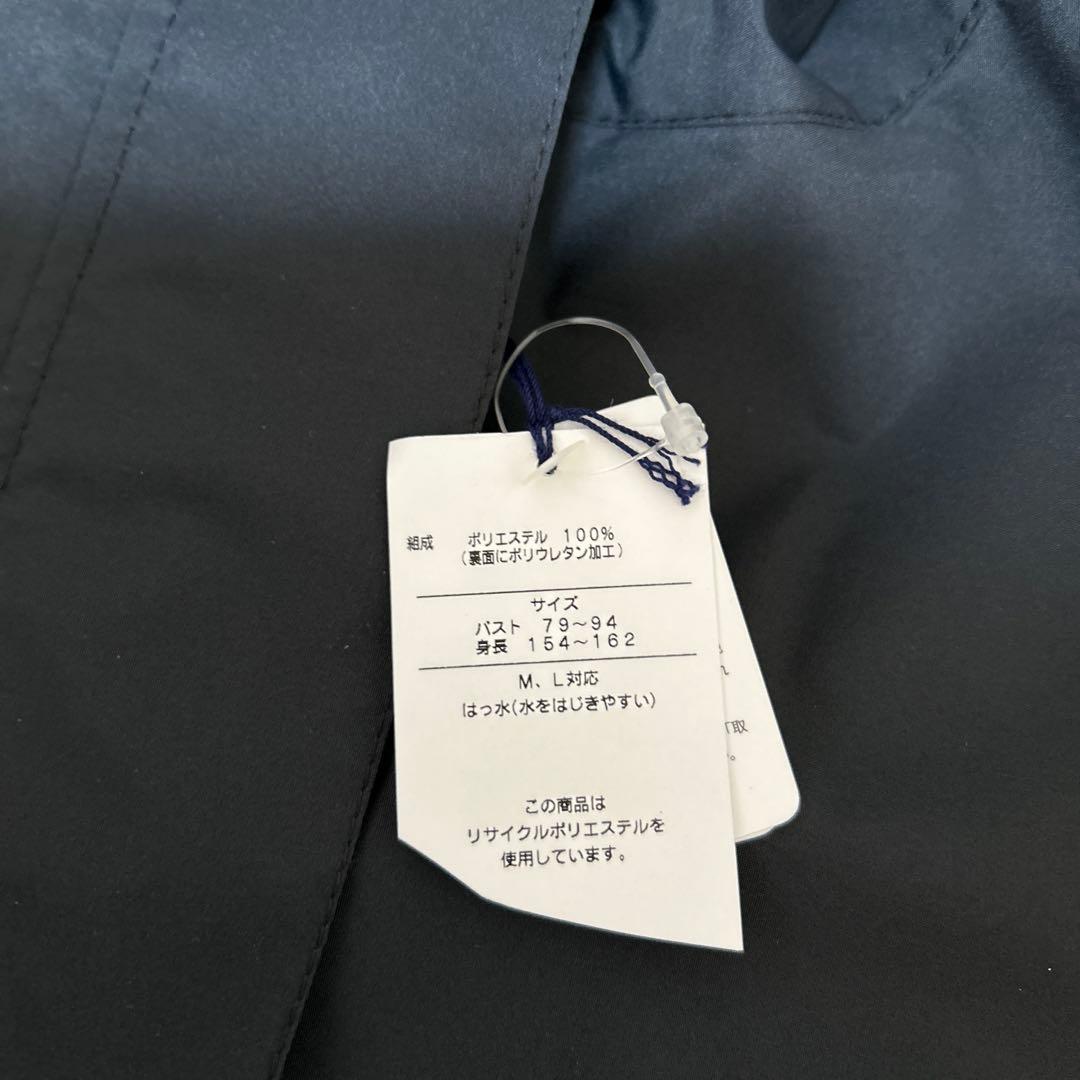 組成 ポリエステル 100%
(裏面にポリウレタン加工)
サイズ
バスト 79～94
身長 154～162
M、L対応
はっ水(水をはじきやすい)
この商品は
リサイクルポリエステルを
使用しています。
取
。